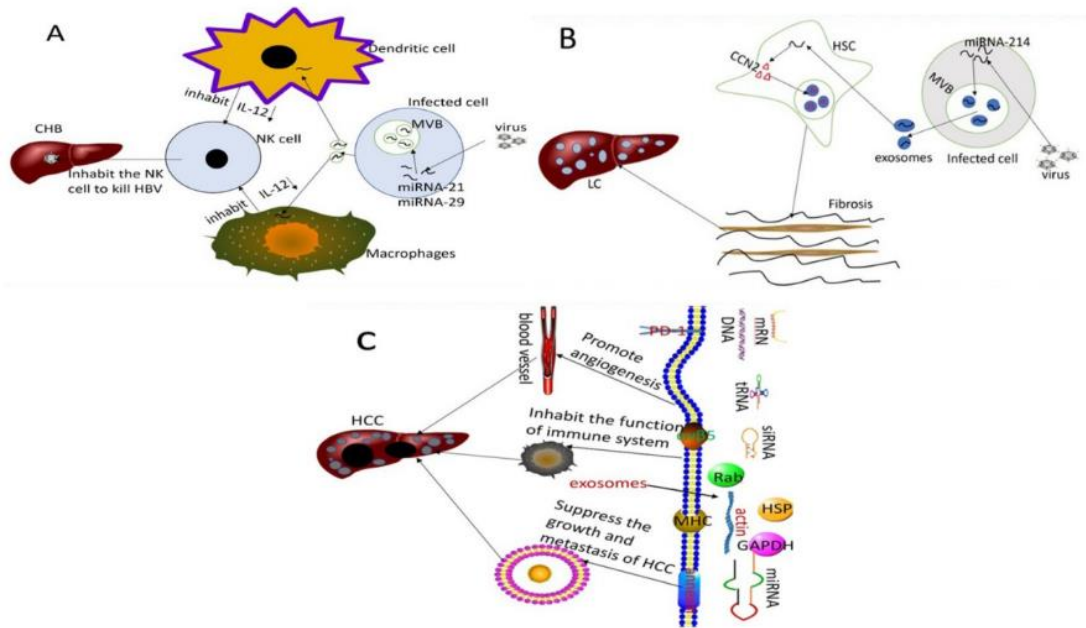 A
Dendritic cell
inhabit
IL-12
Infected cell
MVB
virus
CHB
NK cell
Inhabit the NK
cell to kill HBV
miRNA-21
miRNA-29
inhabit
IL-12
Macrophages
B
HSC
miRNA-214
CCN2
MVB
exosomes
Infected cell
virus
LC
Fibrosis
C
blood vessel
PD-1
DNA
mRN
Promote
angiogenesis
tRNA
HCC
Inhabit the function
of immune system
siRNA
exosomes
Rab
Suppress the
growth and
metastasis of HCC
MHC
actin
HSP
GAPDH
miRNA